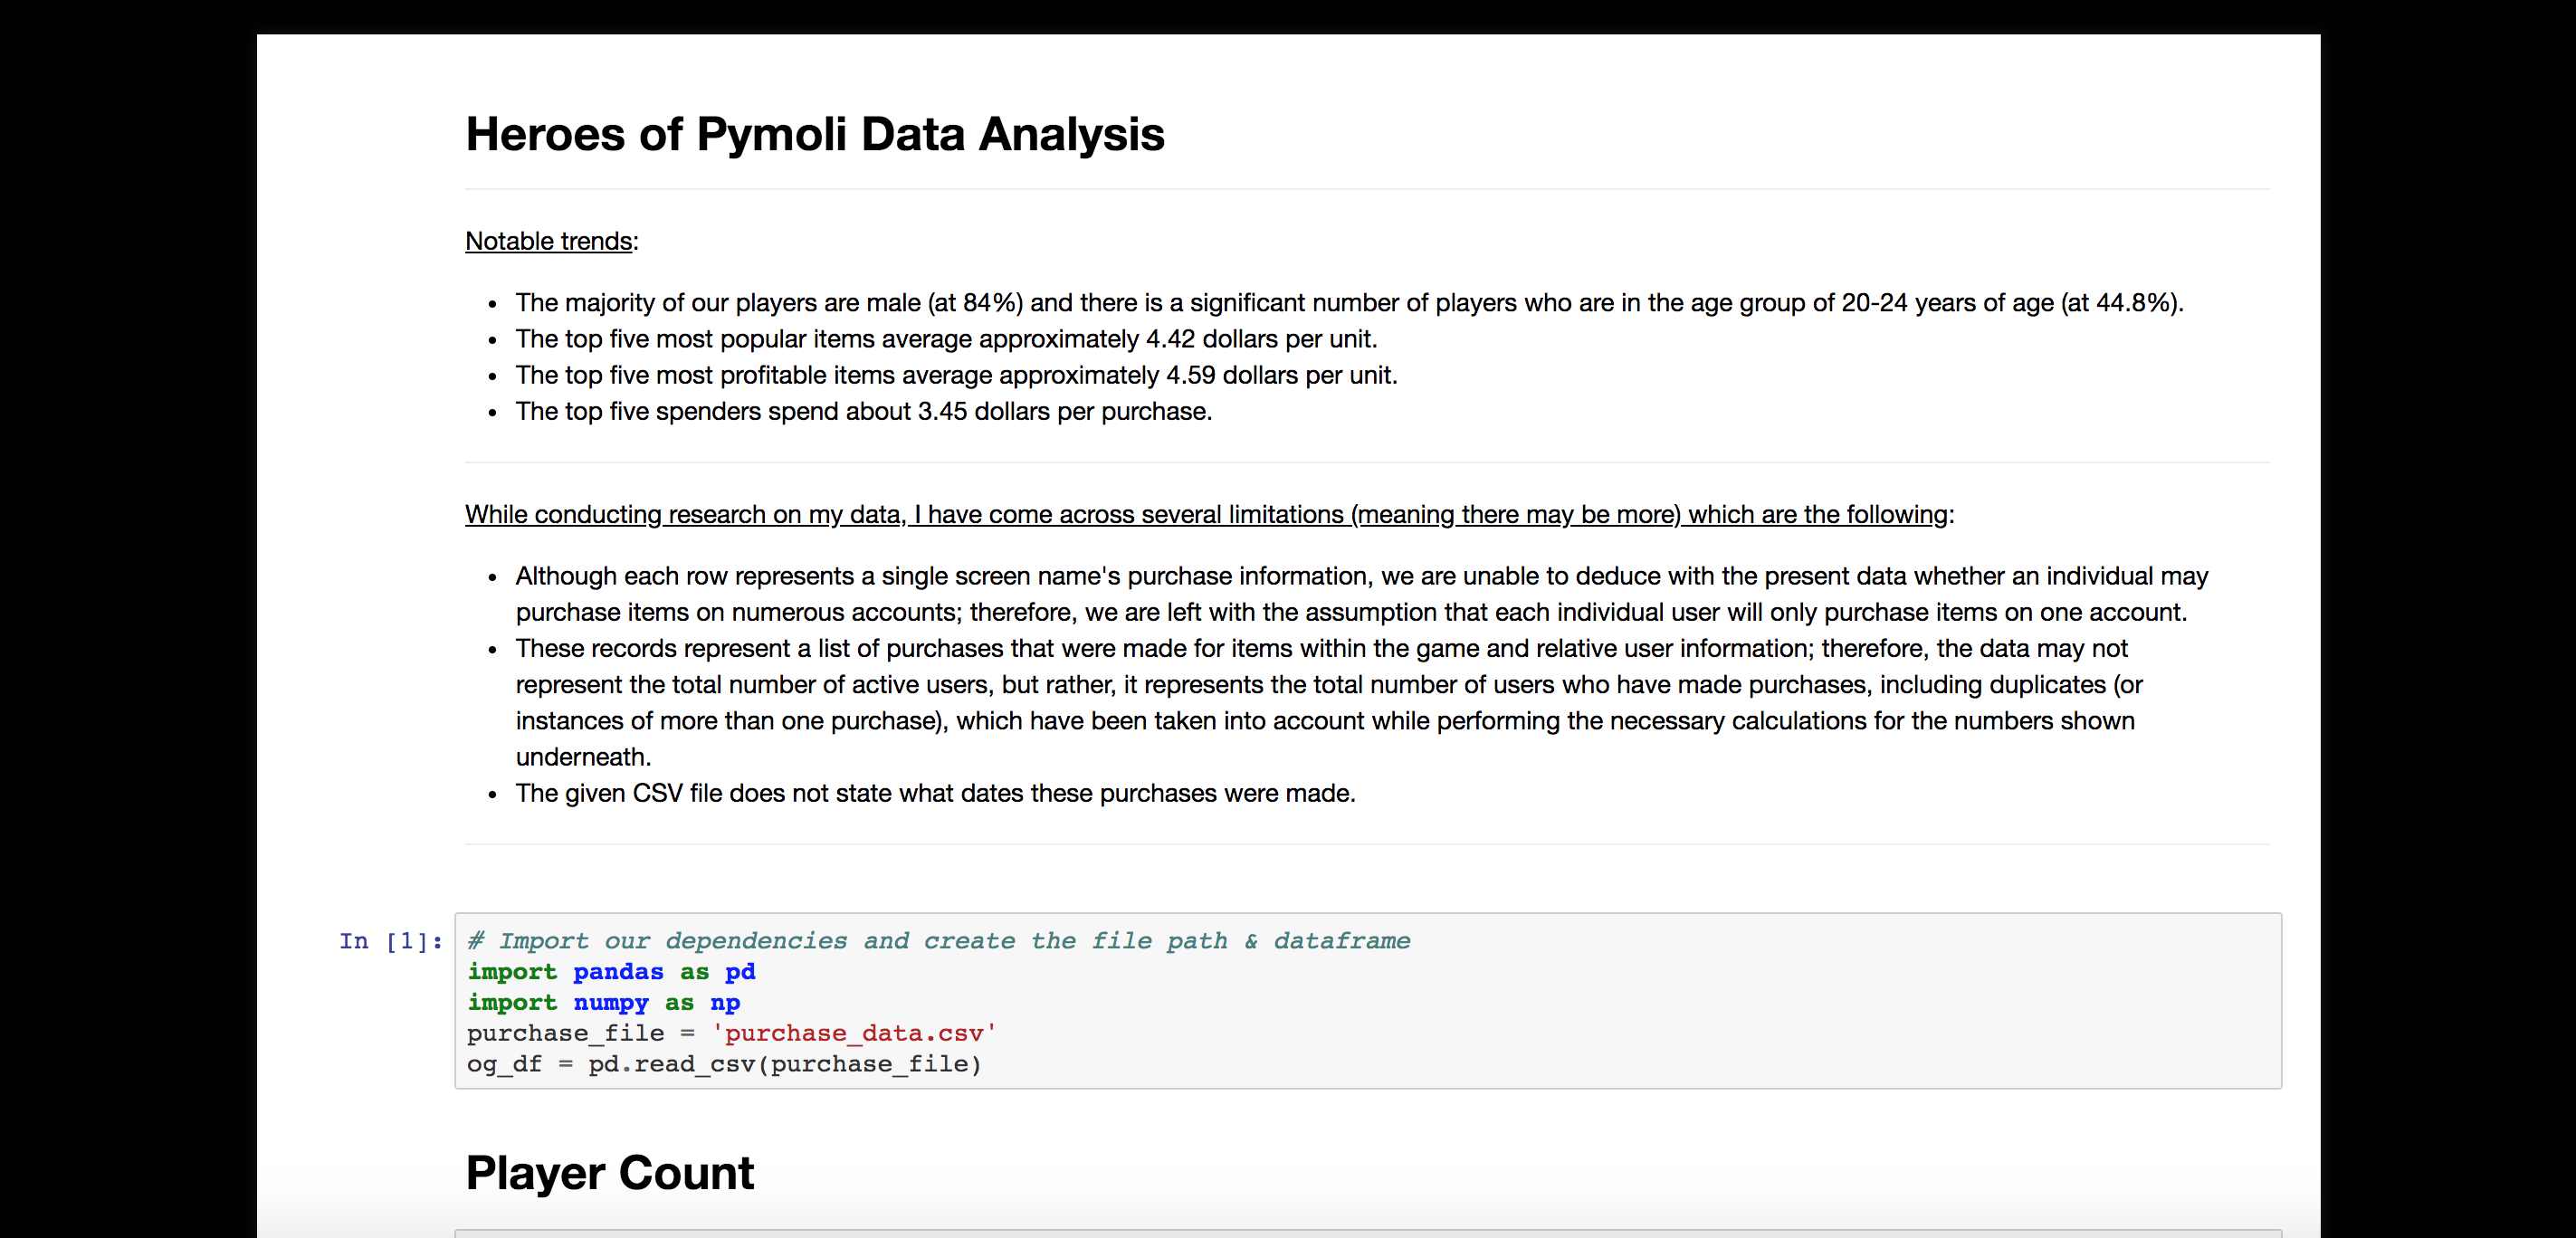 Heroes of Pymoli Data Analysis
Notable trends:
• The majority of our players are male (at 84%) and there is a significant number of players who are in the age group of 20-24 years of age (at 44.8%).
• The top five most popular items average approximately 4.42 dollars per unit.
• The top five most profitable items average approximately 4.59 dollars per unit.
• The top five spenders spend about 3.45 dollars per purchase.
While conducting research on my data, I have come across several limitations (meaning there may be more) which are the following:
• Although each row represents a single screen name's purchase information, we are unable to deduce with the present data whether an individual may
purchase items on numerous accounts; therefore, we are left with the assumption that each individual user will only purchase items on one account.
• These records represent a list of purchases that were made for items within the game and relative user information; therefore, the data may not
represent the total number of active users, but rather, it represents the total number of users who have made purchases, including duplicates (or
instances of more than one purchase), which have been taken into account while performing the necessary calculations for the numbers shown
underneath.
• The given CSV file does not state what dates these purchases were made.
In [1]: # Import our dependencies and create the file path & dataframe
import pandas as pd
import numpy as np
purchase_file = 'purchase_data.csv'
og_df = pd.read_csv(purchase_file)
Player Count